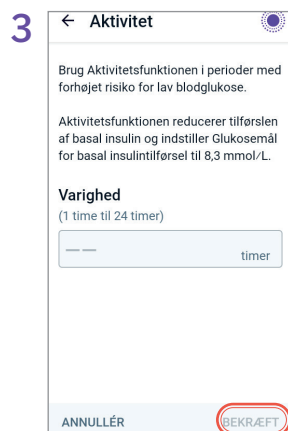 3
← Aktivitet
Brug Aktivitetsfunktionen i perioder med
forhøjet risiko for lav blodglukose.
Aktivitetsfunktionen reducerer tilførslen
af basal insulin og indstiller Glukosemål
for basal insulintilførsel til 8,3 mmol/L.
Varighed
(1 time til 24 timer)
— — timer
ANNULLÉR BEKRÆFT